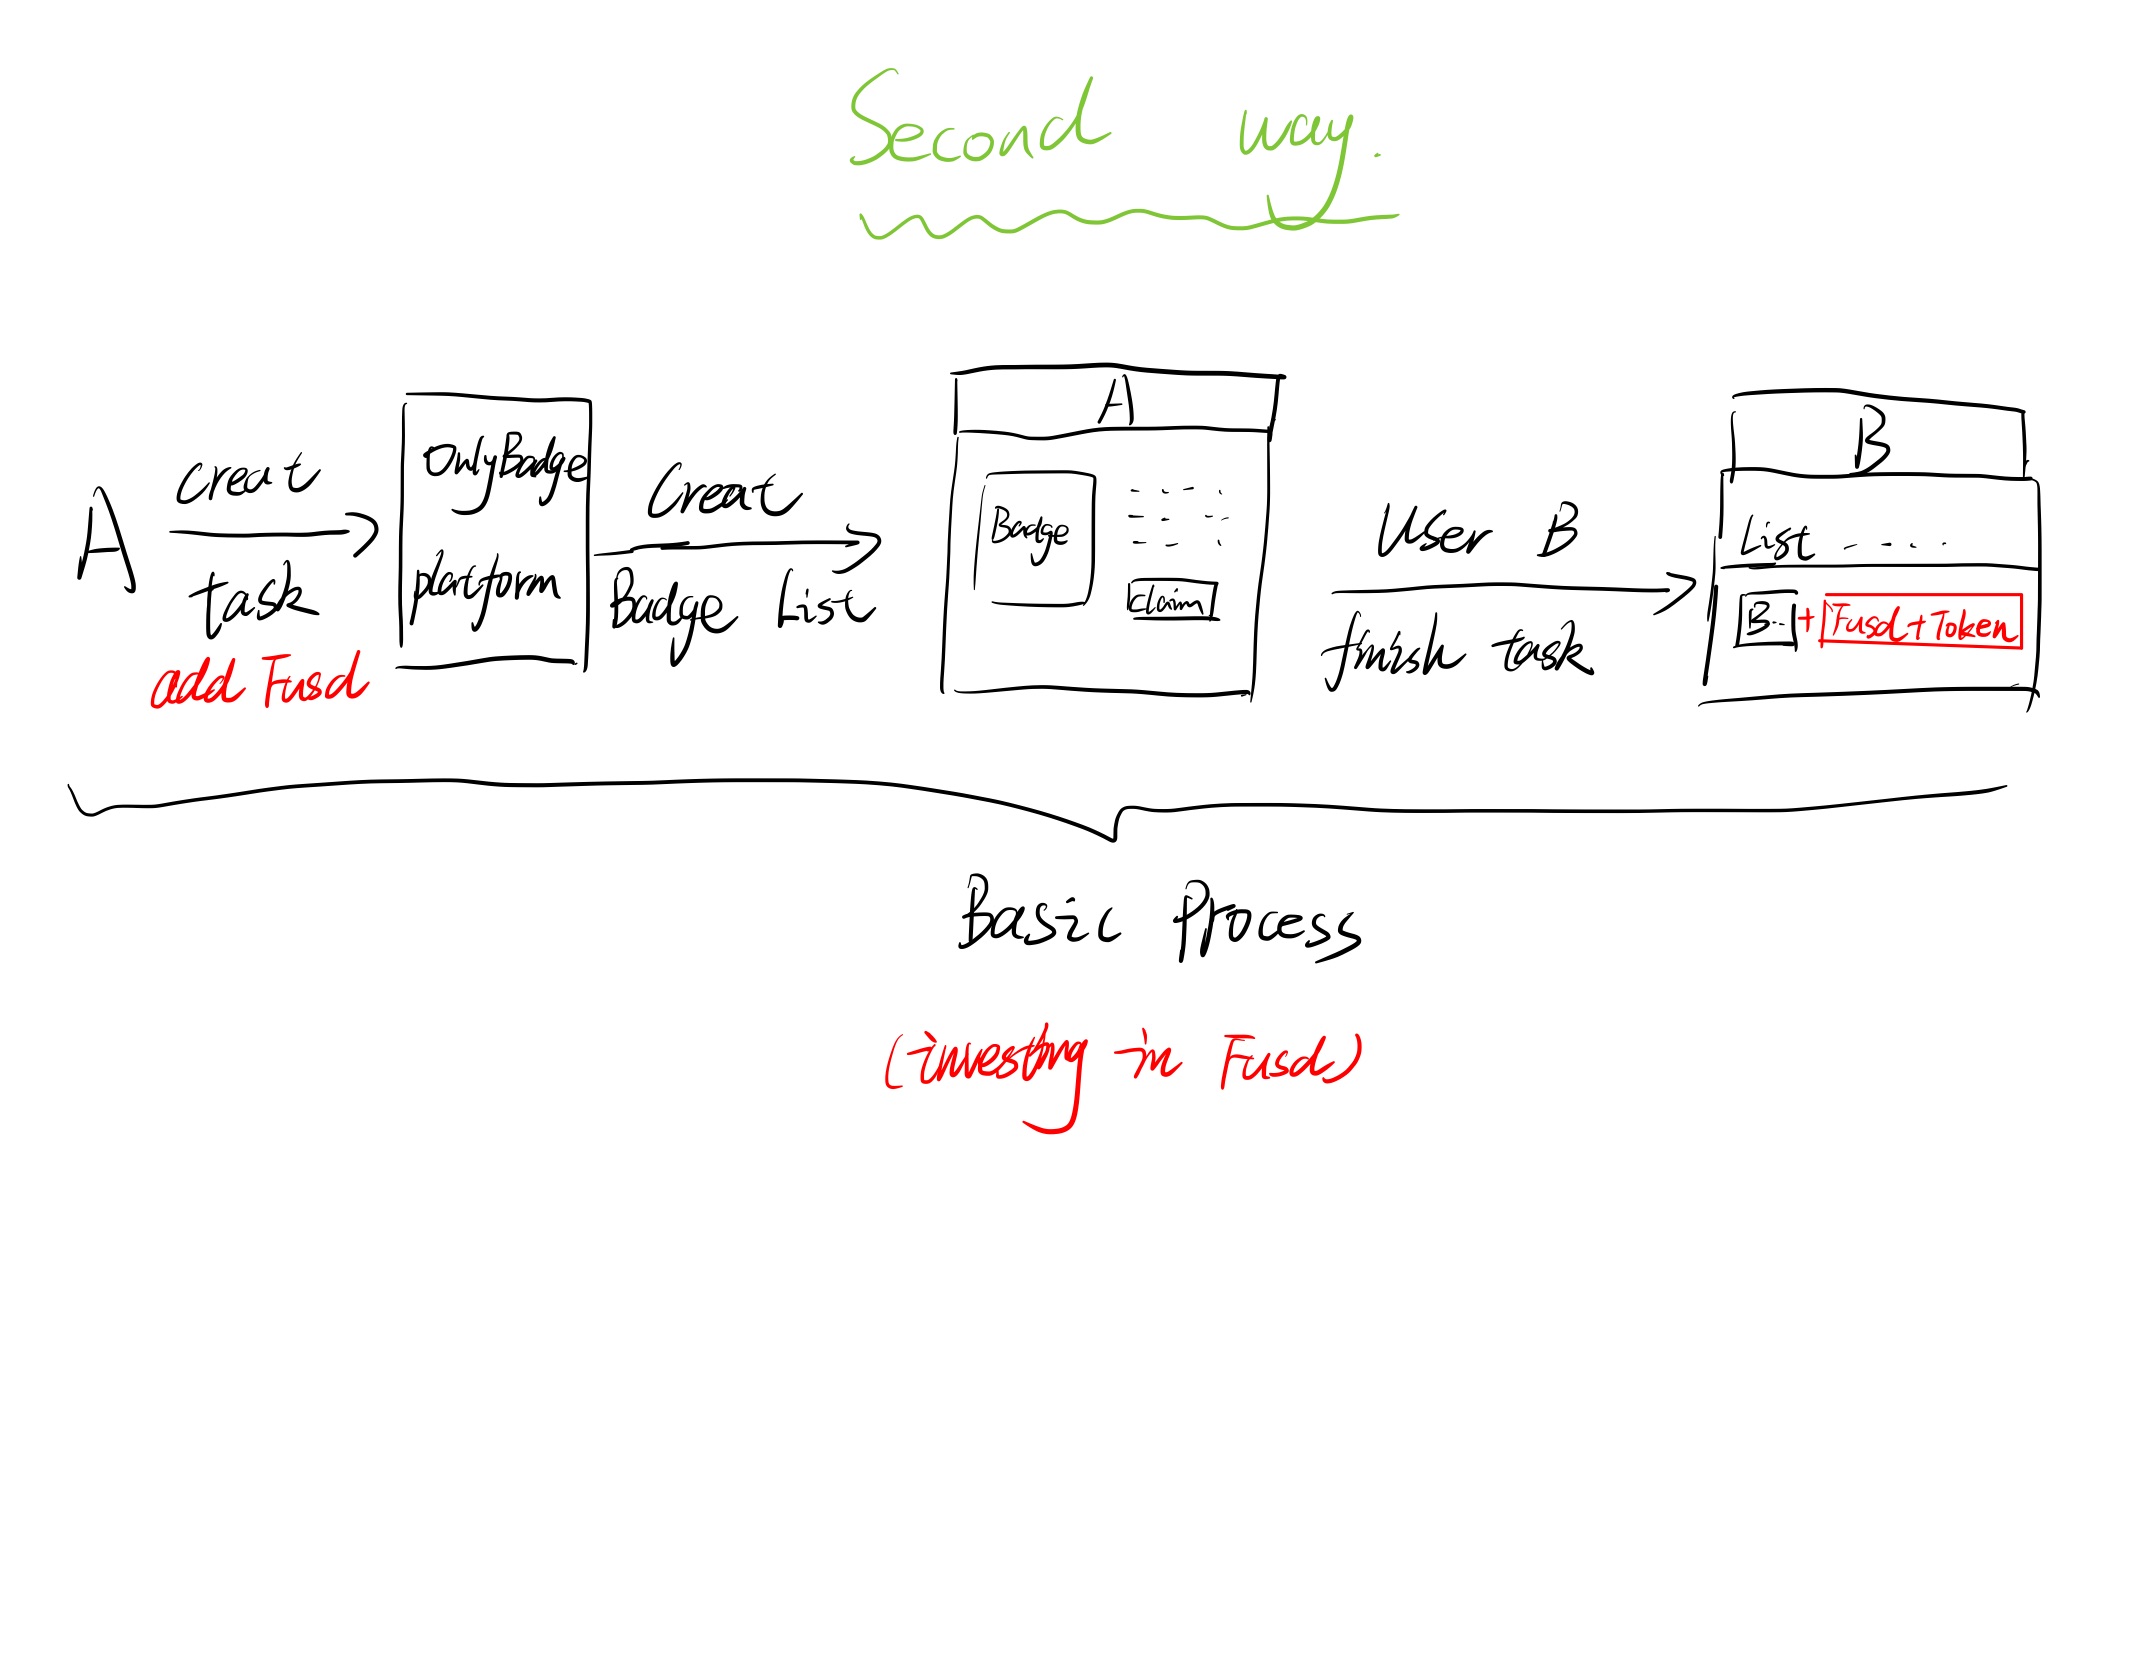 Second way.
A
creat
task
add Fusd
OnlyBadge
platform
Creat
Badge List
A
Badge
Claim
User B
finish task
B
List
B.. + Fusd + Token
Basic Process
(investing in Fusd)